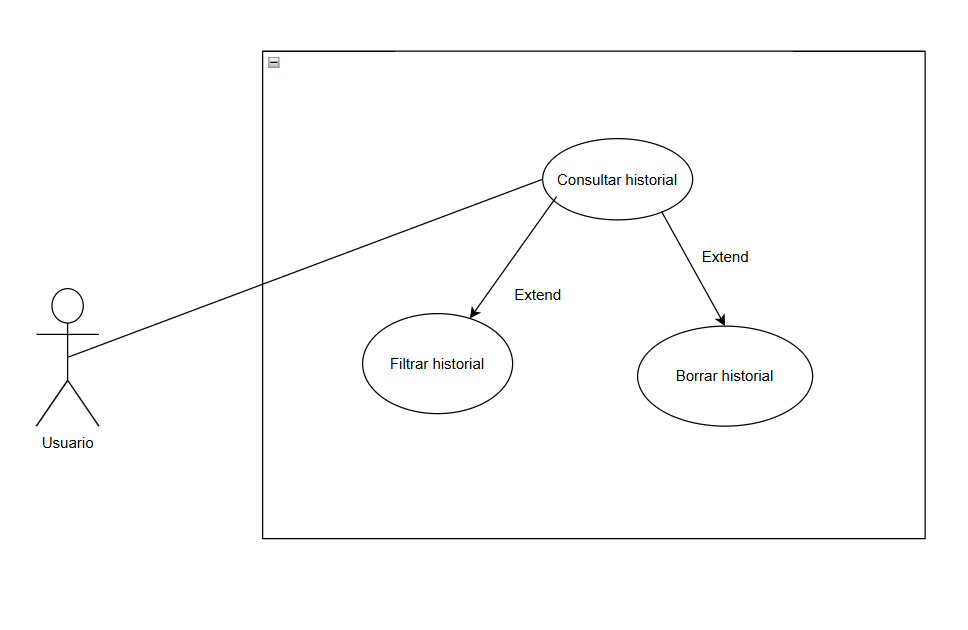 Consultar historial
Extend
Extend
Filtrar historial
Borrar historial
Usuario